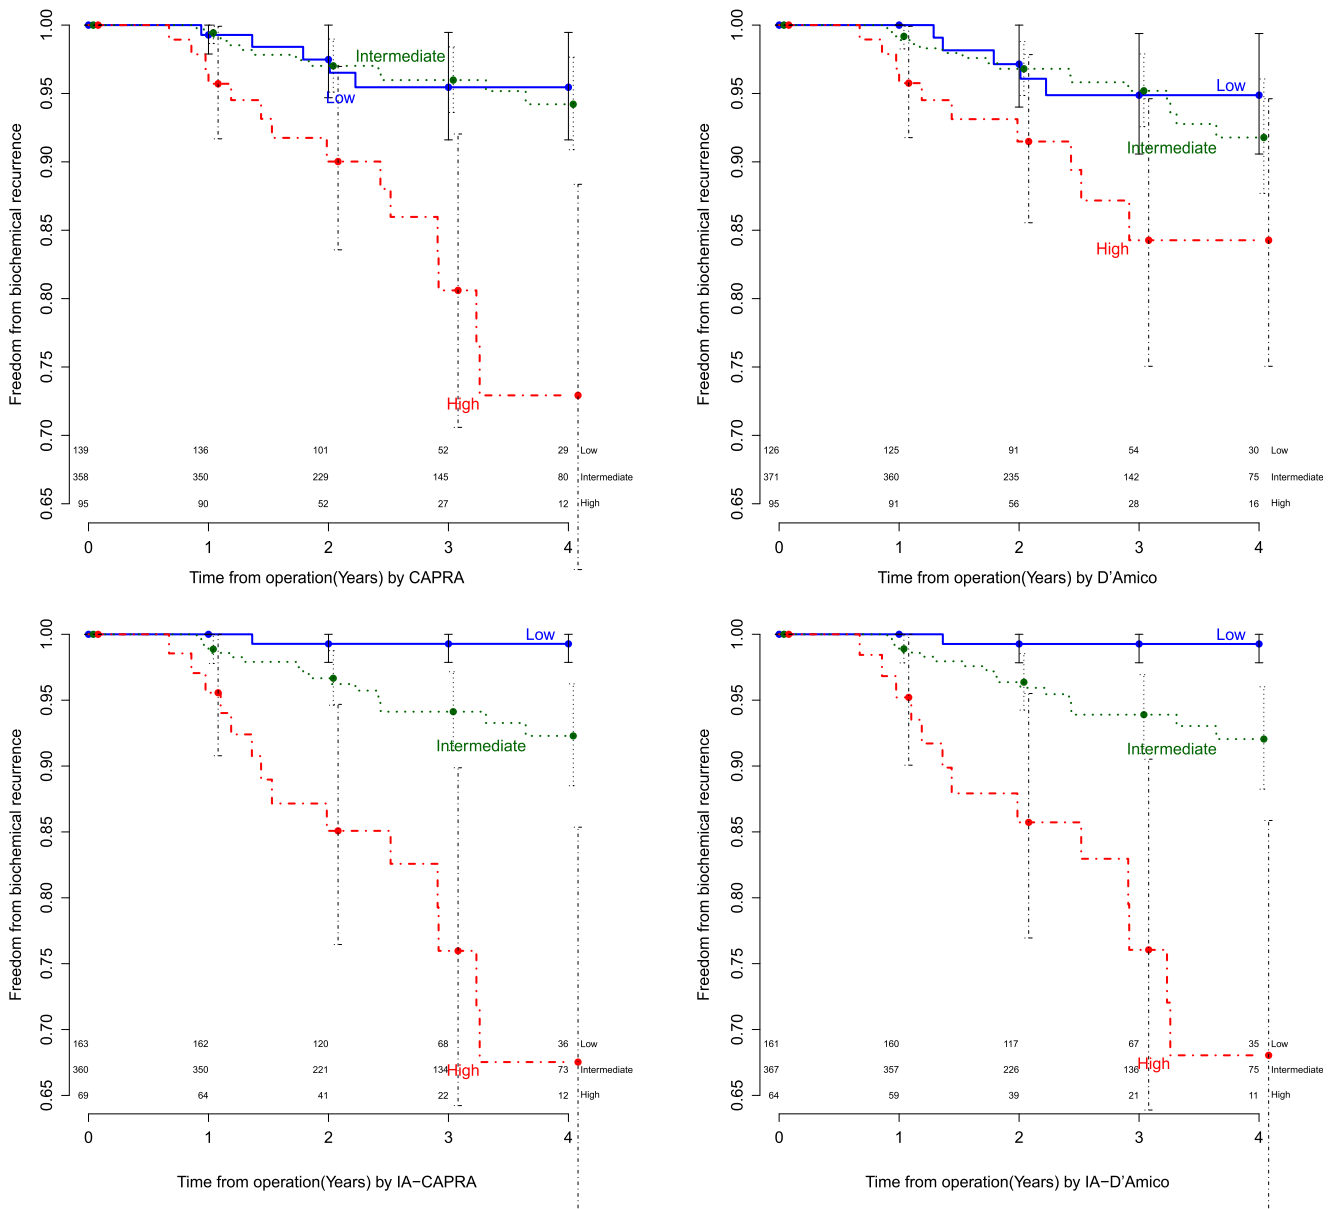 Freedom from biochemical recurrence
1.00
0.95
0.90
0.85
0.80
0.75
0.70
0.65
Intermediate
Low
High
139 136 101 52 29 Low
358 350 229 145 80 Intermediate
95 90 52 27 12 High
0 1 2 3 4
Time from operation(Years) by CAPRA
Freedom from biochemical recurrence
1.00
0.95
0.90
0.85
0.80
0.75
0.70
0.65
Low
Intermediate
High
126 125 91 54 30 Low
371 360 235 142 75 Intermediate
95 91 56 28 16 High
0 1 2 3 4
Time from operation(Years) by D'Amico
Freedom from biochemical recurrence
1.00
0.95
0.90
0.85
0.80
0.75
0.70
0.65
Low
Intermediate
High
163 162 120 68 36 Low
360 350 221 134 73 Intermediate
69 64 41 22 12 High
0 1 2 3 4
Time from operation(Years) by IA−CAPRA
Freedom from biochemical recurrence
1.00
0.95
0.90
0.85
0.80
0.75
0.70
0.65
Low
Intermediate
High
161 160 117 67 35 Low
367 357 226 136 75 Intermediate
64 59 39 21 11 High
0 1 2 3 4
Time from operation(Years) by IA−D'Amico